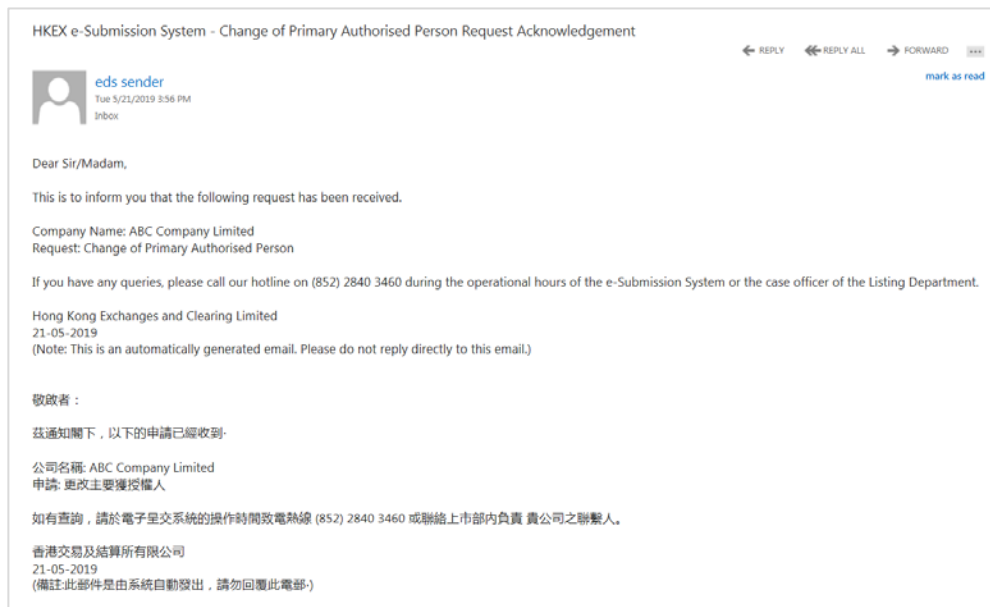 HKEX e-Submission System - Change of Primary Authorised Person Request Acknowledgement
REPLY REPLY ALL FORWARD ...
eds sender
mark as read
Tue 5/21/2019 3:56 PM
Inbox
Dear Sir/Madam,
This is to inform you that the following request has been received.
Company Name: ABC Company Limited
Request: Change of Primary Authorised Person
If you have any queries, please call our hotline on (852) 2840 3460 during the operational hours of the e-Submission System or the case officer of the Listing Department.
Hong Kong Exchanges and Clearing Limited
21-05-2019
(Note: This is an automatically generated email. Please do not reply directly to this email.)
敬啟者：
茲通知閣下，以下的申請已經收到·
公司名稱: ABC Company Limited
申請: 更改主要獲授權人
如有查詢，請於電子呈交系統的操作時間致電熱線 (852) 2840 3460 或聯絡上市部內負責 貴公司之聯繫人。
香港交易及結算所有限公司
21-05-2019
(備註:此郵件是由系統自動發出，請勿回覆此電郵·)